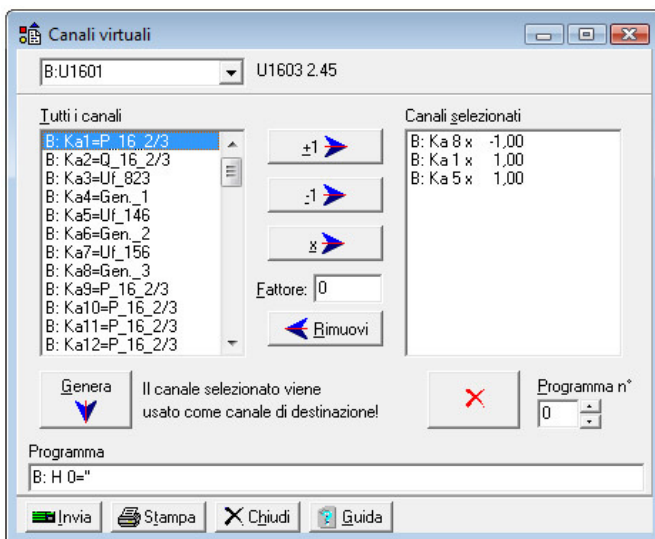 Canali virtuali
B:U1601 U1603 2.45
Tutti i canali
B: Ka1=P_16_2/3
B: Ka2=Q_16_2/3
B: Ka3=Uf_823
B: Ka4=Gen._1
B: Ka5=Uf_146
B: Ka6=Gen._2
B: Ka7=Uf_156
B: Ka8=Gen._3
B: Ka9=P_16_2/3
B: Ka10=P_16_2/3
B: Ka11=P_16_2/3
B: Ka12=P_16_2/3
+1
-1
x
Fattore: 0
Rimuovi
Canali selezionati
B: Ka 8 x -1,00
B: Ka 1 x 1,00
B: Ka 5 x 1,00
Genera
Il canale selezionato viene
usato come canale di destinazione!
Programma n°
0
Programma
B: H 0="
Invia Stampa Chiudi Guida